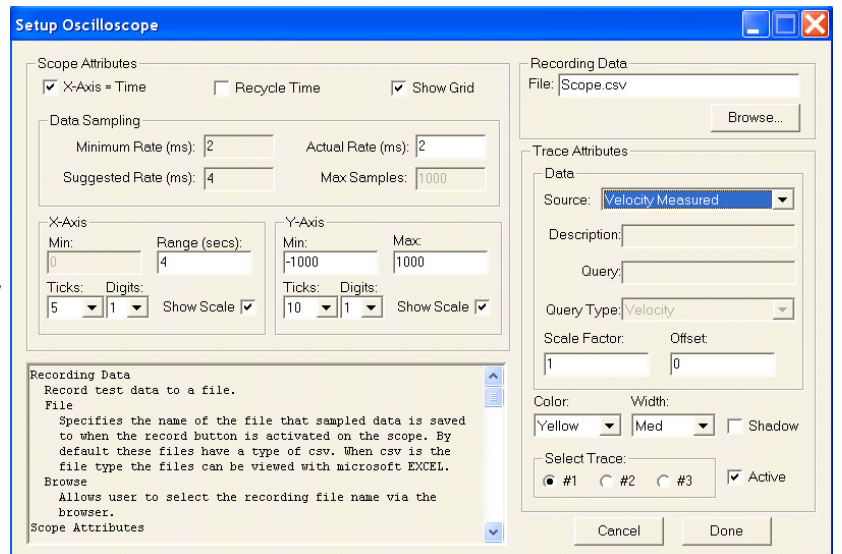 Setup Oscilloscope
Scope Attributes
X-Axis = Time
Recycle Time
Show Grid
Data Sampling
Minimum Rate (ms): 2
Actual Rate (ms): 2
Suggested Rate (ms): 4
Max Samples: 1000
X-Axis
Min:
Range (secs):
0
4
Ticks:
Digits:
5
1
Show Scale
Y-Axis
Min:
Max:
-1000
1000
Ticks:
Digits:
10
1
Show Scale
Recording Data
Record test data to a file.
File
Specifies the name of the file that sampled data is saved
to when the record button is activated on the scope. By
default these files have a type of csv. When csv is the
file type the files can be viewed with microsoft EXCEL.
Browse
Allows user to select the recording file name via the
browser.
Scope Attributes
Recording Data
File: Scope.csv
Browse...
Trace Attributes
Data
Source: Velocity Measured
Description:
Query:
Query Type: Velocity
Scale Factor:
Offset:
1
0
Color:
Width:
Yellow
Med
Shadow
Select Trace:
#1
#2
#3
Active
Cancel
Done